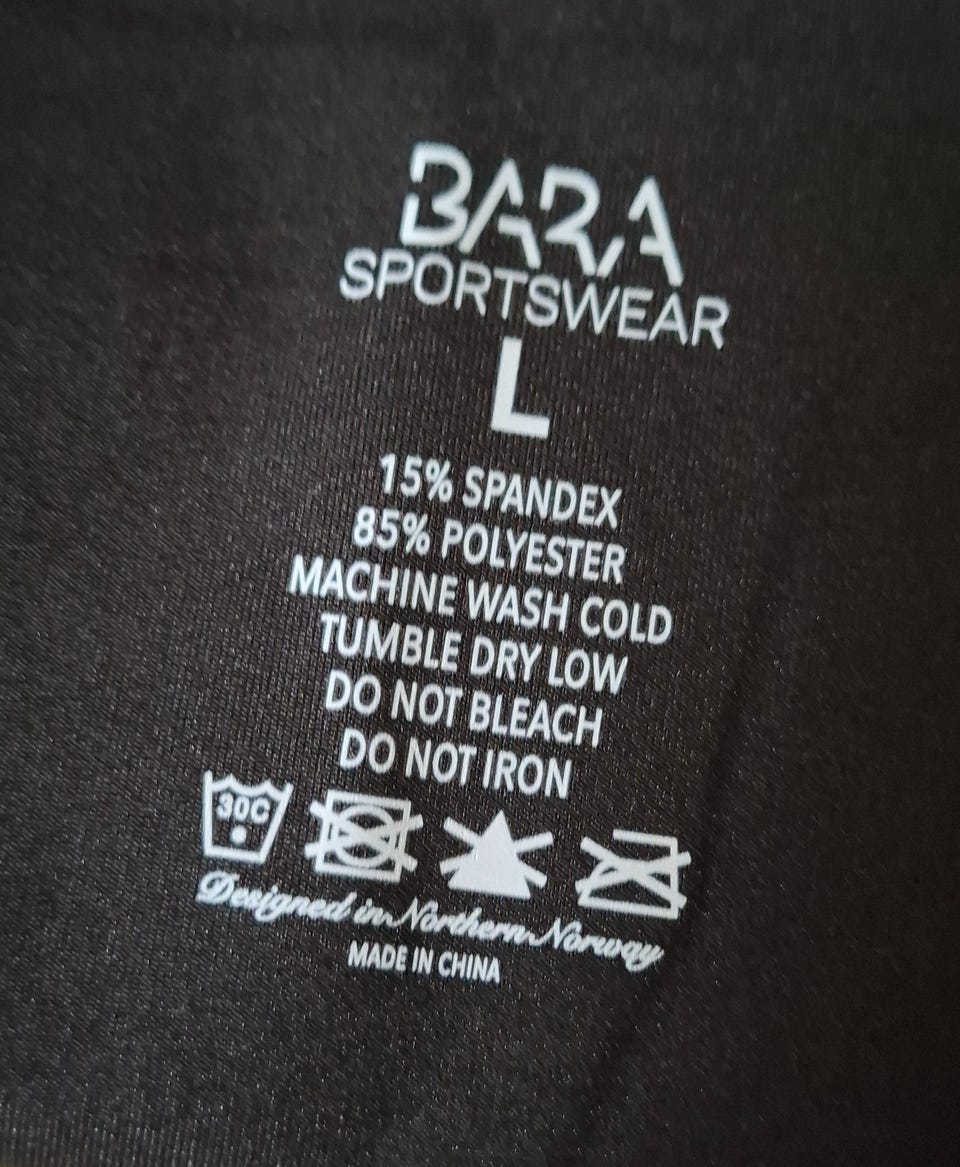 BARA
SPORTSWEAR
L
15% SPANDEX
85% POLYESTER
MACHINE WASH COLD
TUMBLE DRY LOW
DO NOT BLEACH
DO NOT IRON
30C
Designed in Northern Norway
MADE IN CHINA